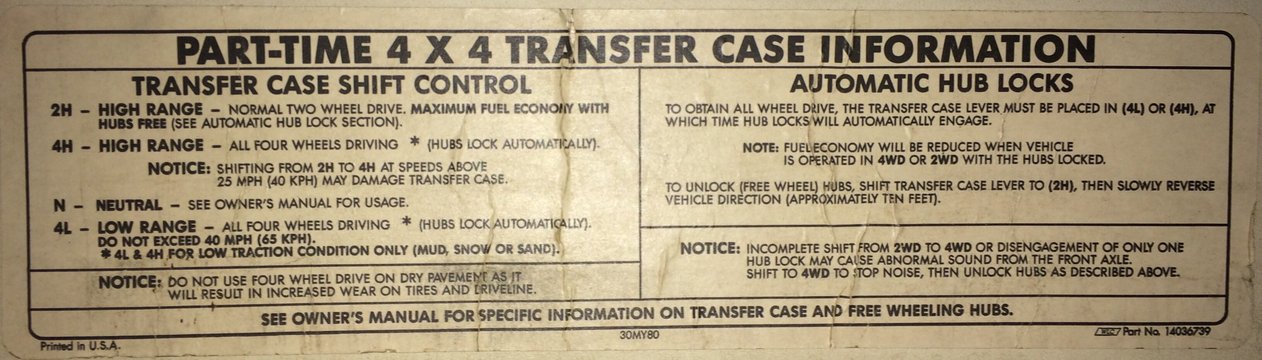 PART-TIME 4 X 4 TRANSFER CASE INFORMATION
TRANSFER CASE SHIFT CONTROL
2H – HIGH RANGE – NORMAL TWO WHEEL DRIVE. MAXIMUM FUEL ECONOMY WITH
HUBS FREE (SEE AUTOMATIC HUB LOCK SECTION).
4H – HIGH RANGE – ALL FOUR WHEELS DRIVING * (HUBS LOCK AUTOMATICALLY).
NOTICE: SHIFTING FROM 2H TO 4H AT SPEEDS ABOVE
25 MPH (40 KPH) MAY DAMAGE TRANSFER CASE.
N – NEUTRAL – SEE OWNER'S MANUAL FOR USAGE.
4L – LOW RANGE – ALL FOUR WHEELS DRIVING * (HUBS LOCK AUTOMATICALLY).
DO NOT EXCEED 40 MPH (65 KPH).
* 4L & 4H FOR LOW TRACTION CONDITION ONLY (MUD, SNOW OR SAND).
NOTICE: DO NOT USE FOUR WHEEL DRIVE ON DRY PAVEMENT AS IT
WILL RESULT IN INCREASED WEAR ON TIRES AND DRIVELINE.
AUTOMATIC HUB LOCKS
TO OBTAIN ALL WHEEL DRIVE, THE TRANSFER CASE LEVER MUST BE PLACED IN (4L) OR (4H), AT
WHICH TIME HUB LOCKS WILL AUTOMATICALLY ENGAGE.
NOTE: FUEL ECONOMY WILL BE REDUCED WHEN VEHICLE
IS OPERATED IN 4WD OR 2WD WITH THE HUBS LOCKED.
TO UNLOCK (FREE WHEEL) HUBS, SHIFT TRANSFER CASE LEVER TO (2H), THEN SLOWLY REVERSE
VEHICLE DIRECTION (APPROXIMATELY TEN FEET).
NOTICE: INCOMPLETE SHIFT FROM 2WD TO 4WD OR DISENGAGEMENT OF ONLY ONE
HUB LOCK MAY CAUSE ABNORMAL SOUND FROM THE FRONT AXLE.
SHIFT TO 4WD TO STOP NOISE, THEN UNLOCK HUBS AS DESCRIBED ABOVE.
SEE OWNER'S MANUAL FOR SPECIFIC INFORMATION ON TRANSFER CASE AND FREE WHEELING HUBS.
Printed in U.S.A.
30MY80
Part No. 14036739